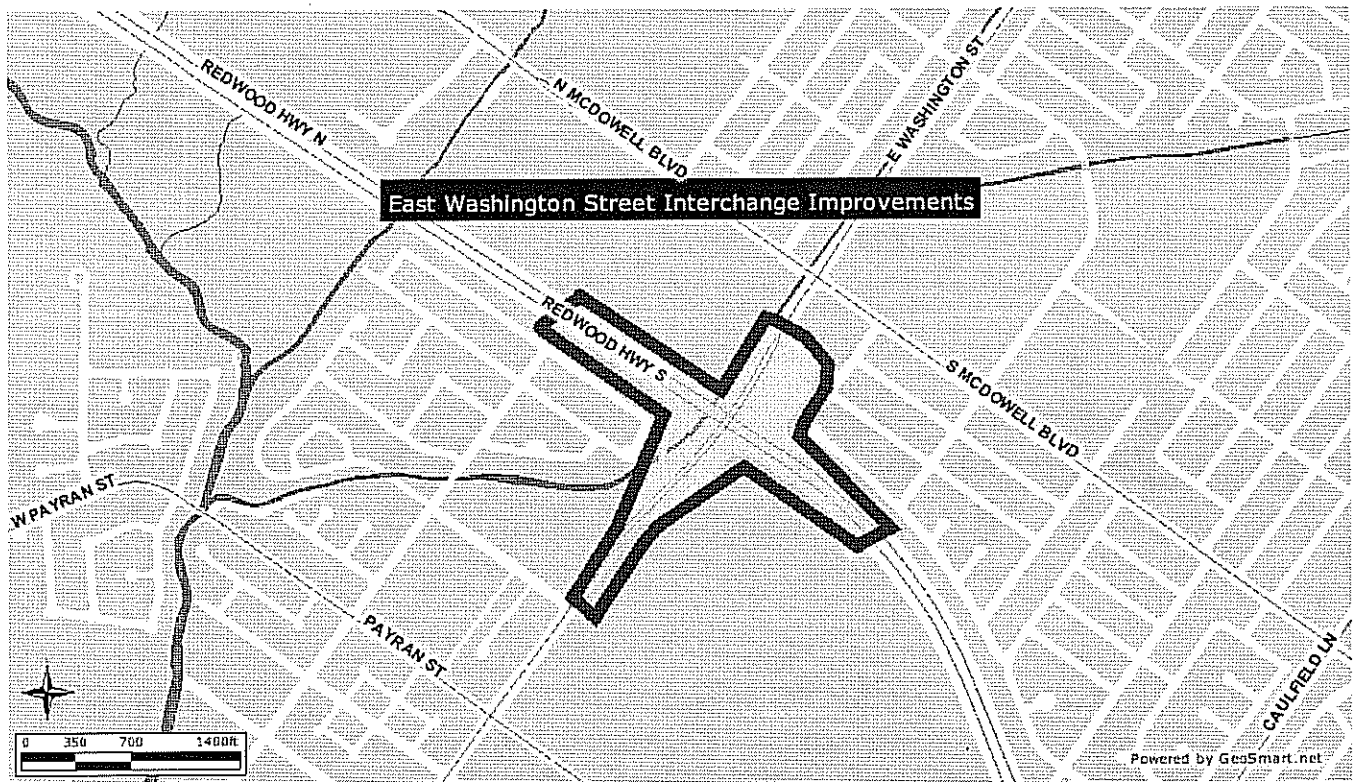 REDWOOD HWY N
N MCDOWELL BLVD
E WASHINGTON ST
East Washington Street Interchange Improvements
REDWOOD HWY S
S MCDOWELL BLVD
W PAYRAN ST
PAYRAN ST
CAULFIELD LN
0 350 700 1400ft
Powered by GeoSmart.net